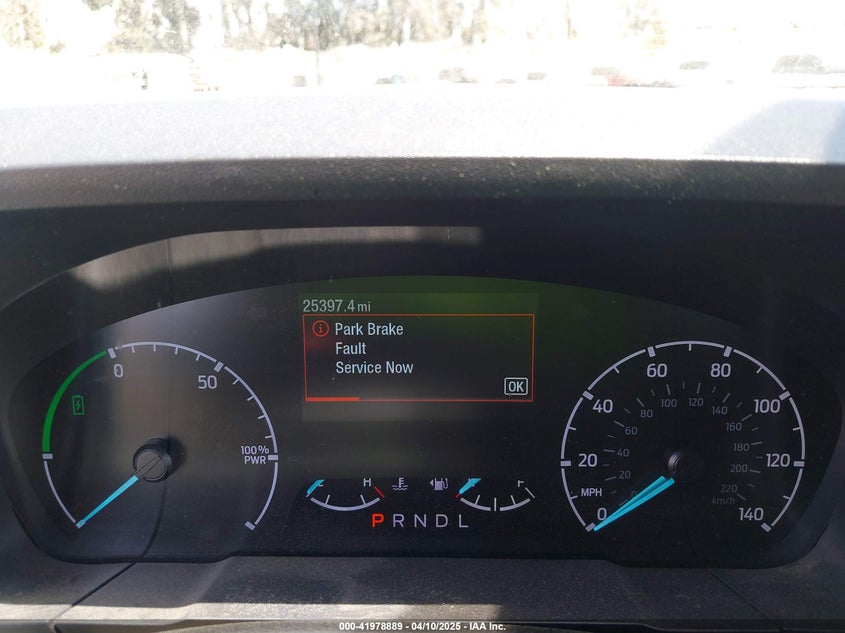 25397.4 mi
Park Brake
Fault
Service Now
OK
0
50
100%
PWR
H
F
P R N D L
0
20
40
60
80
100
120
140
MPH
20
60
80
100
120
140
160
180
200
220
km/h
000-41978889 - 04/10/2025 - IAA Inc.